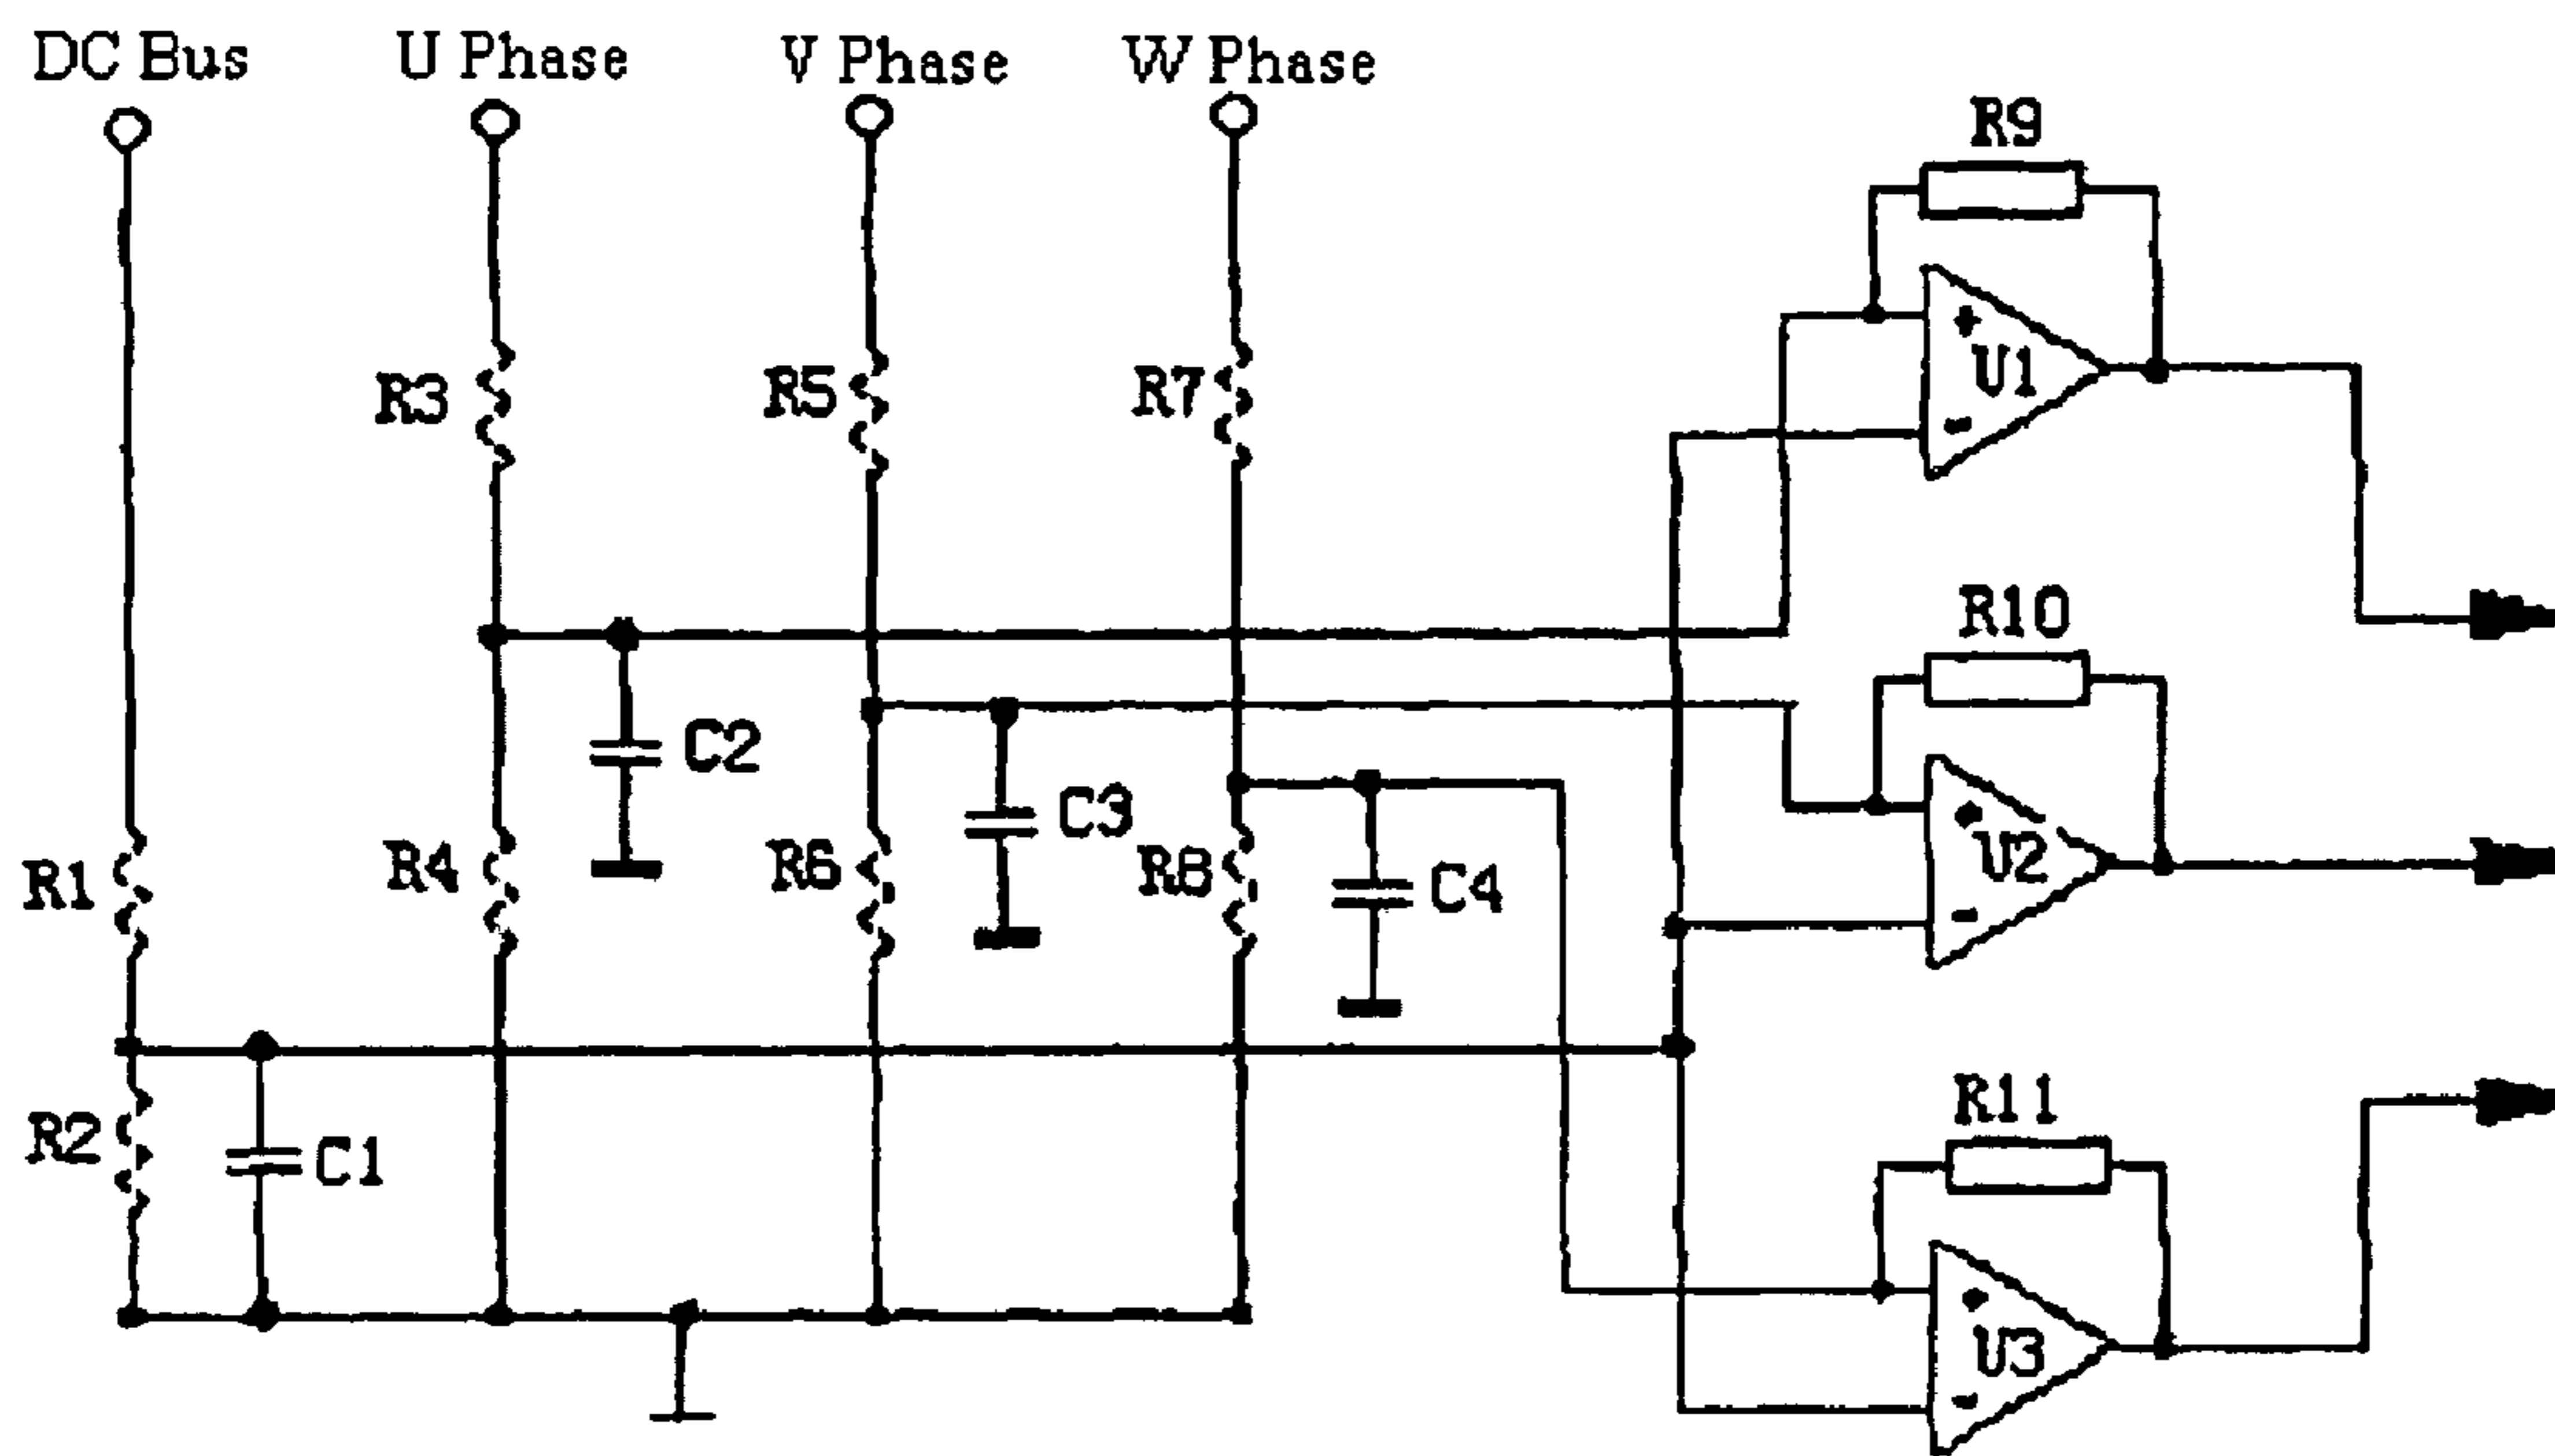 DC Bus
U Phase
V Phase
W Phase
R9
+
U1
-
R3
R5
R7
R10
C2
+
U2
-
C3
R1
R4
R6
R8
C4
R11
R2
C1
+
U3
-